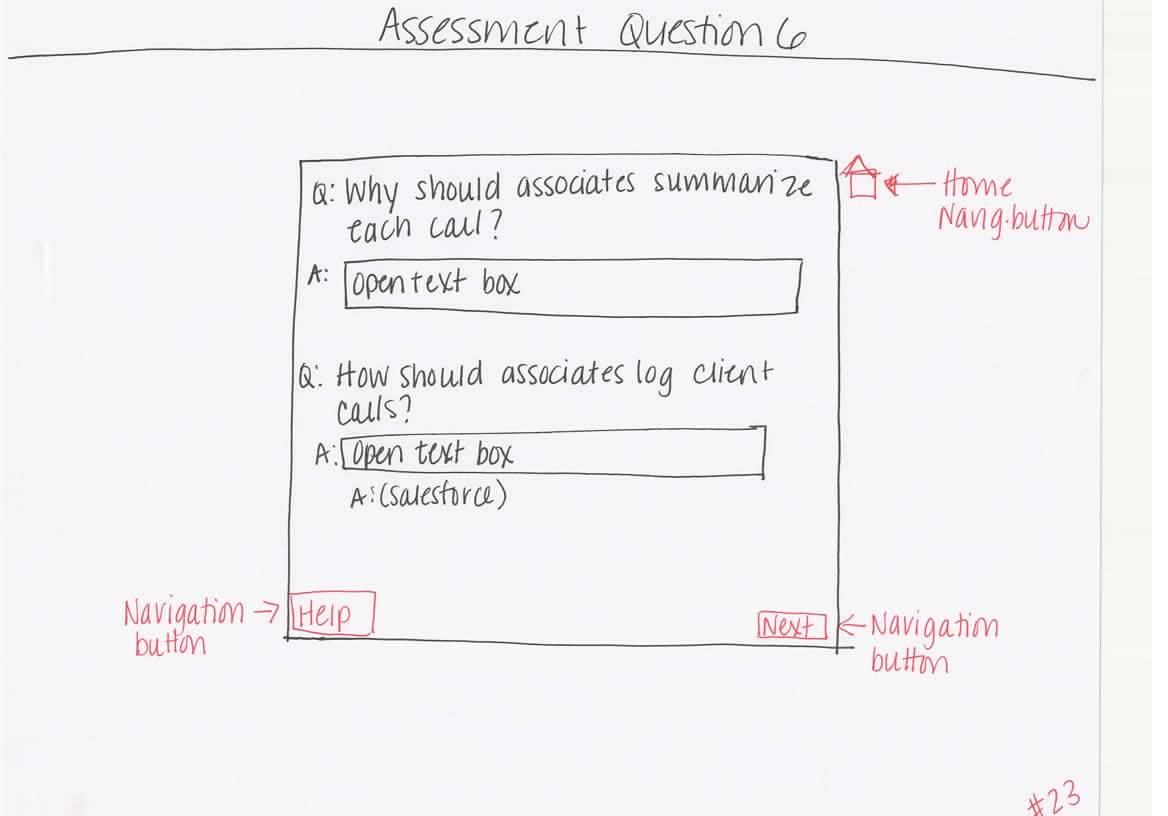 Assessment Question 6
Q: Why should associates summarize
each call?
Home
Navg.button
A: Open text box
Q: How should associates log client
calls?
A: Open text box
A: (salesforce)
Navigation
button
Help
Next
Navigation
button
#23